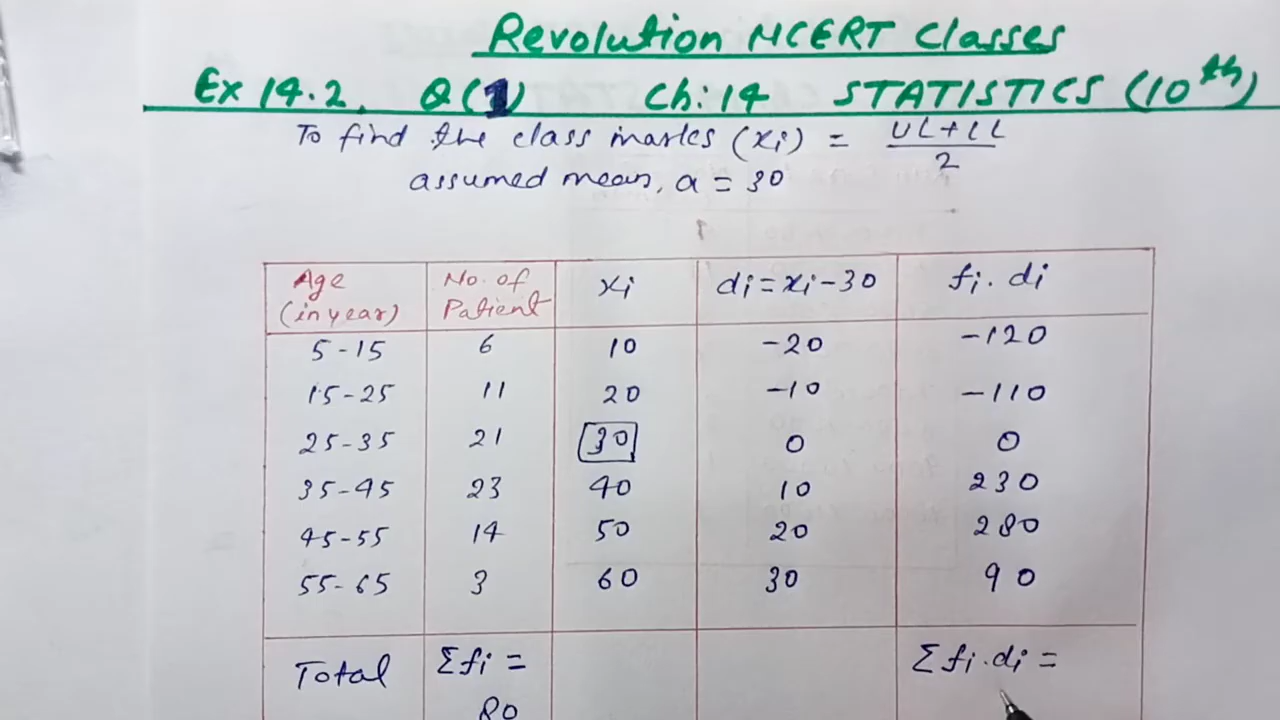 Revolution NCERT Classes
Ex 14.2, Q(1) Ch: 14 STATISTICS (10th)
To find the class marks (xi) = UL+LL/2
assumed mean, a = 30
Age (in year) No. of Patient xi di = xi - 30 fi. di
5-15 6 10 -20 -120
15-25 11 20 -10 -110
25-35 21 30 0 0
35-45 23 40 10 230
45-55 14 50 20 280
55-65 3 60 30 90
Total Σfi = 80 Σfi.di =